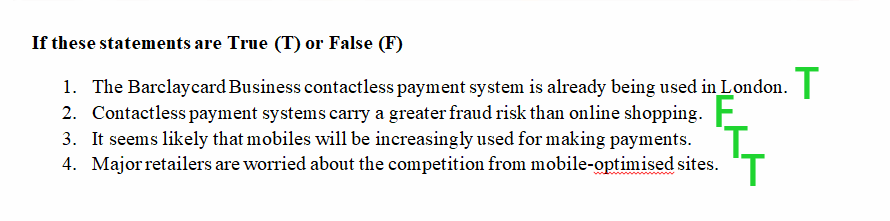 If these statements are True (T) or False (F)
1. The Barclaycard Business contactless payment system is already being used in London. T
2. Contactless payment systems carry a greater fraud risk than online shopping. F
3. It seems likely that mobiles will be increasingly used for making payments. T
4. Major retailers are worried about the competition from mobile-optimised sites. T